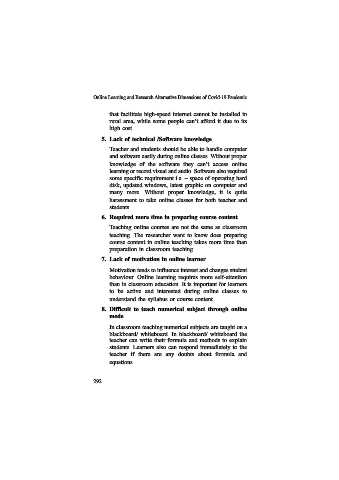 Online Learning and Research Alternative Dimensions of Covid-19 Pandemic
that facilitate high-speed internet cannot be installed in
rural area, while some people can't afford it due to its
high cost
5. Lack of technical /Software knowledge
Teacher and students should be able to handle computer
and software easily during online classes. Without proper
knowledge of the software they can't access online
learning or record visual and audio. Software also required
some specific requirement i.e. – space of operating hard
disk, updated windows, latest graphic on computer and
many more. Without proper knowledge, it is quite
harassment to take online classes for both teacher and
students
6. Required more time in preparing course content
Teaching online courses are not the same as classroom
teaching. The researcher want to know does preparing
course content in online teaching takes more time than
preparation in classroom teaching
7. Lack of motivation in online learner
Motivation tends to influence interest and changes student
behaviour. Online learning requires more self-attention
than in classroom education. It is important for learners
to be active and interested during online classes to
understand the syllabus or course content
8. Difficult to teach numerical subject through online
mode
In classroom teaching numerical subjects are taught on a
blackboard/ whiteboard. In blackboard/ whiteboard the
teacher can write their formula and methods to explain
students. Learners also can respond immediately to the
teacher if there are any doubts about formula and
equations.